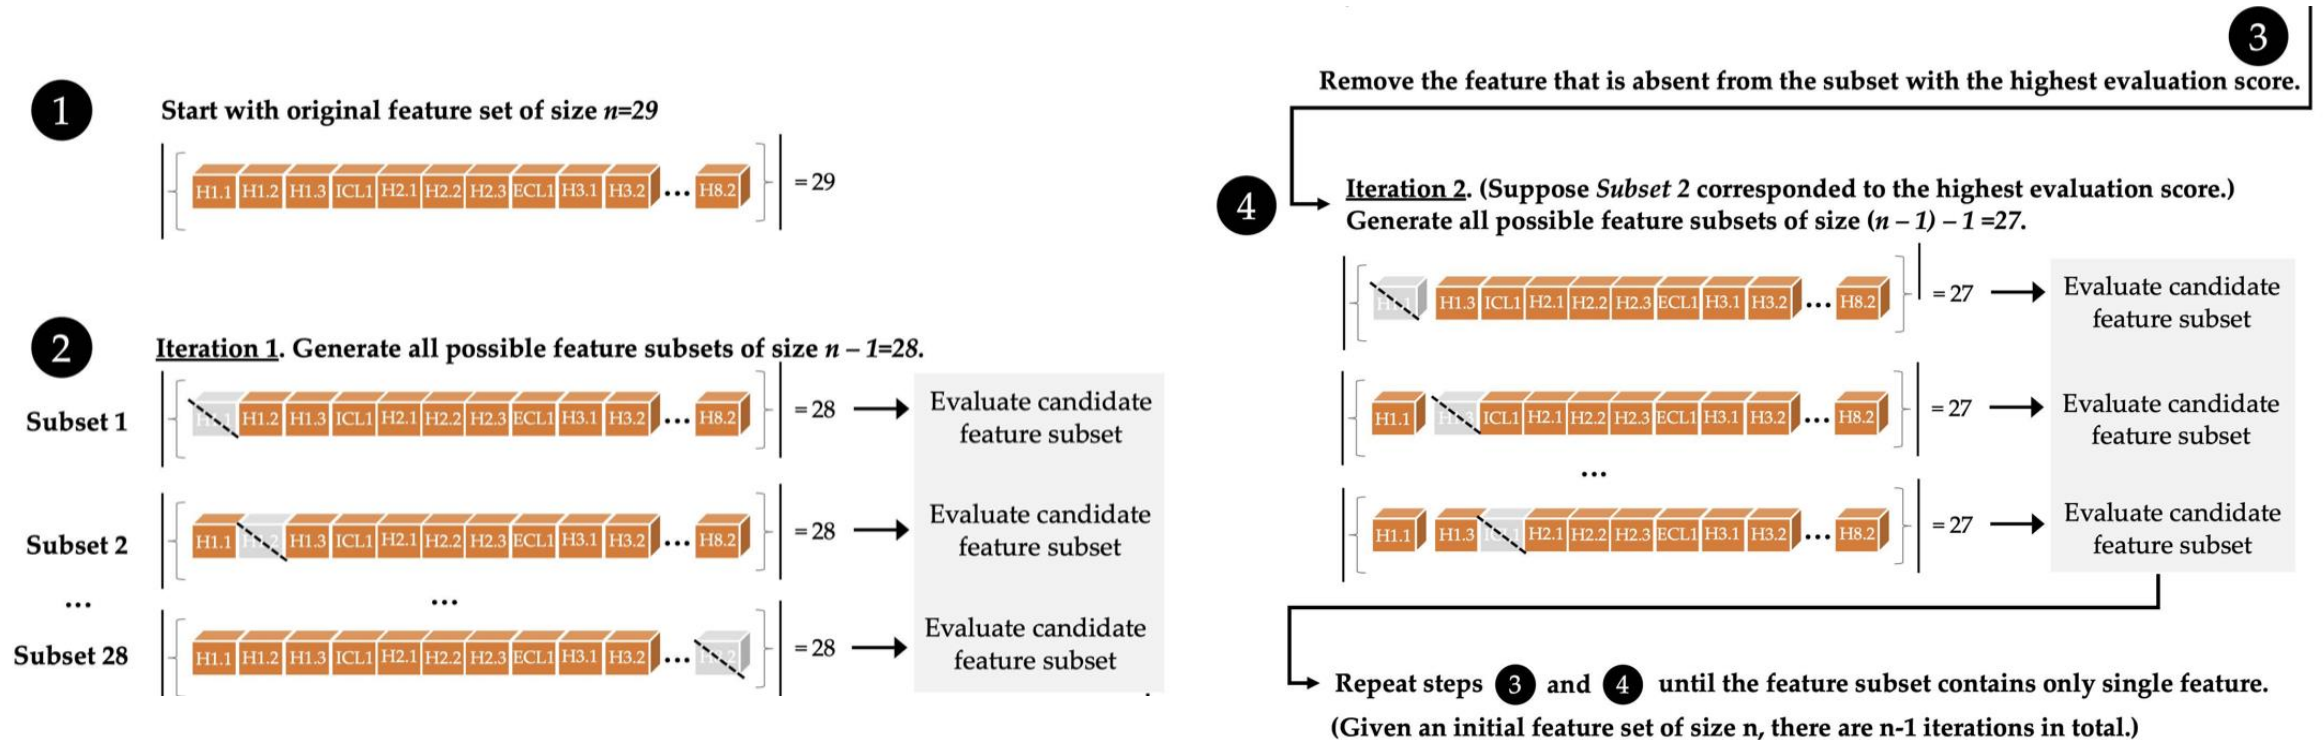 1
Start with original feature set of size n=29
H1.1 H1.2 H1.3 ICL1 H2.1 H2.2 H2.3 ECL1 H3.1 H3.2 ... H8.2 = 29
2
Iteration 1. Generate all possible feature subsets of size n – 1=28.
Subset 1
H1.2 H1.3 ICL1 H2.1 H2.2 H2.3 ECL1 H3.1 H3.2 ... H8.2 = 28
Evaluate candidate
feature subset
Subset 2
H1.1 H1.3 ICL1 H2.1 H2.2 H2.3 ECL1 H3.1 H3.2 ... H8.2 = 28
Evaluate candidate
feature subset
...
...
Subset 28
H1.1 H1.2 H1.3 ICL1 H2.1 H2.2 H2.3 ECL1 H3.1 H3.2 ... = 28
Evaluate candidate
feature subset
3
Remove the feature that is absent from the subset with the highest evaluation score.
4
Iteration 2. (Suppose Subset 2 corresponded to the highest evaluation score.)
Generate all possible feature subsets of size (n – 1) – 1 =27.
H1.3 ICL1 H2.1 H2.2 H2.3 ECL1 H3.1 H3.2 ... H8.2 = 27
Evaluate candidate
feature subset
H1.1 ICL1 H2.1 H2.2 H2.3 ECL1 H3.1 H3.2 ... H8.2 = 27
Evaluate candidate
feature subset
...
H1.1 H1.3 H2.1 H2.2 H2.3 ECL1 H3.1 H3.2 ... H8.2 = 27
Evaluate candidate
feature subset
Repeat steps 3 and 4 until the feature subset contains only single feature.
(Given an initial feature set of size n, there are n-1 iterations in total.)